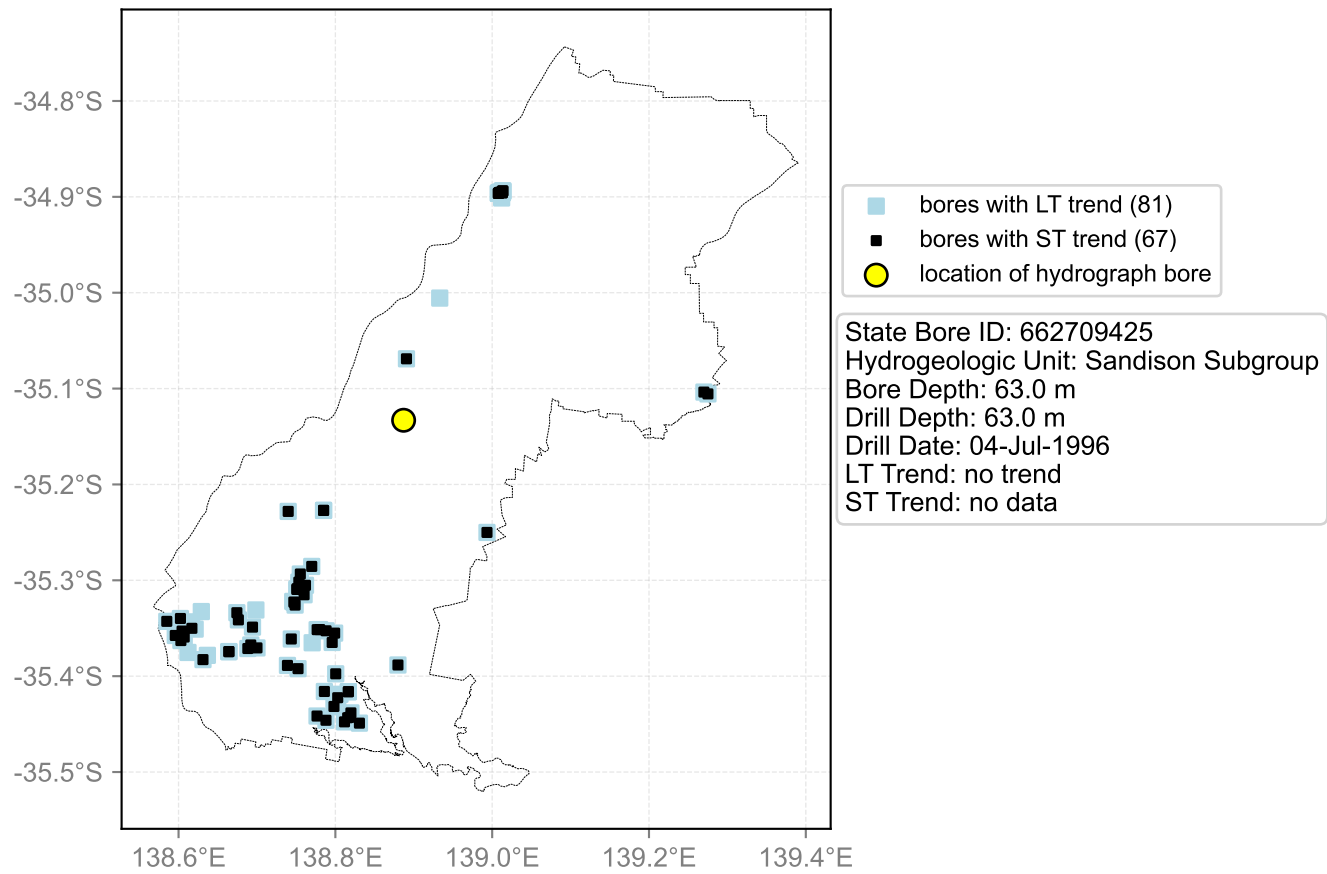 -34.8°S
-34.9°S
-35.0°S
-35.1°S
-35.2°S
-35.3°S
-35.4°S
-35.5°S
138.6°E 138.8°E 139.0°E 139.2°E 139.4°E
bores with LT trend (81)
bores with ST trend (67)
location of hydrograph bore
State Bore ID: 662709425
Hydrogeologic Unit: Sandison Subgroup
Bore Depth: 63.0 m
Drill Depth: 63.0 m
Drill Date: 04-Jul-1996
LT Trend: no trend
ST Trend: no data